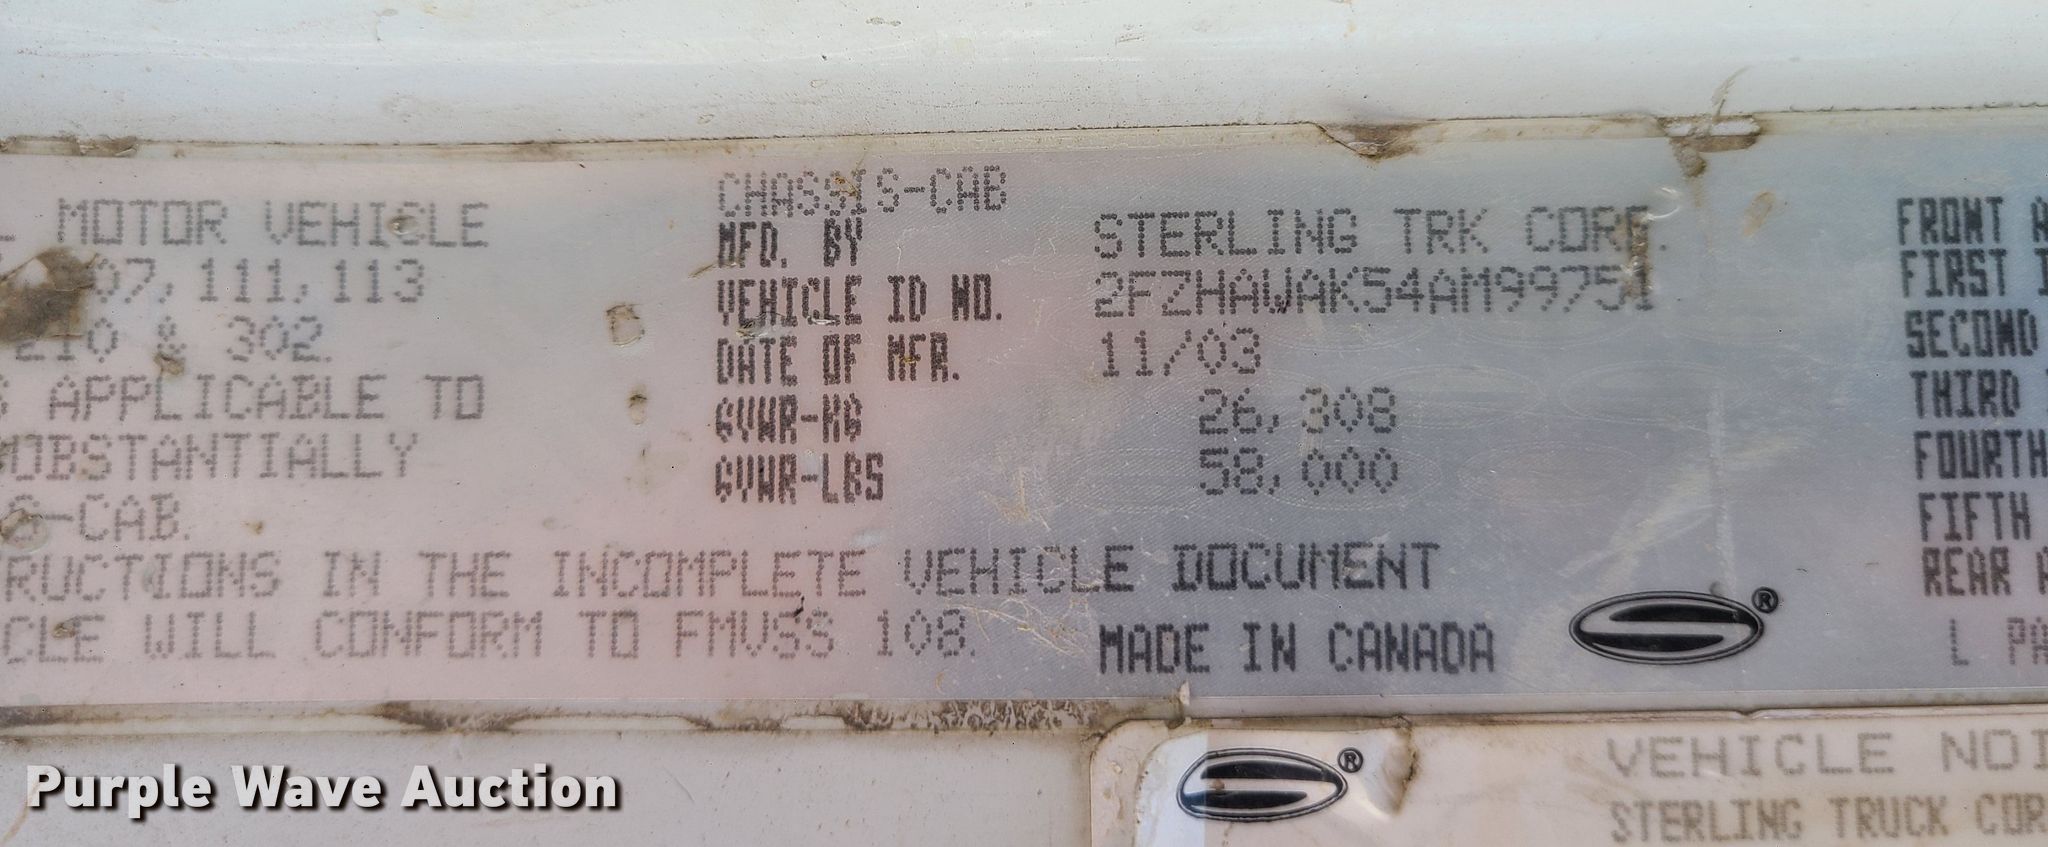 MOTOR VEHICLE
07, 111, 113
210 & 302.
APPLICABLE TO
UBSTANTIALLY
S-CAB.
RUCTIONS IN THE INCOMPLETE VEHICLE DOCUMENT
CLE WILL CONFORM TO FMVSS 108.
CHASSIS-CAB
MFD. BY STERLING TRK CORP.
VEHICLE ID NO. 2FZHAWAK54AM99751
DATE OF MFR. 11/03
GVWR-KG 26,308
GVWR-LBS 58,000
MADE IN CANADA
S®
FRONT A
FIRST I
SECOND
THIRD
FOURTH
FIFTH
REAR A
L PA
S®
VEHICLE NOI
STERLING TRUCK COR
Purple Wave Auction